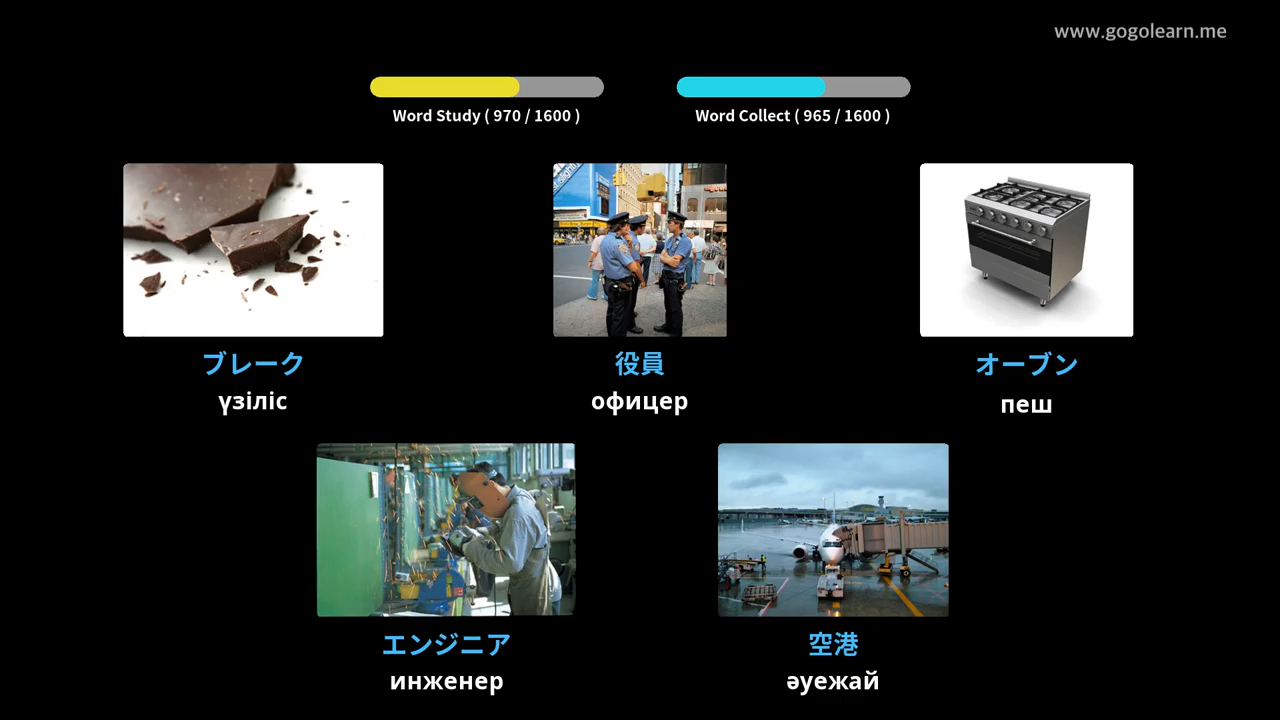 www.gogolearn.me
Word Study ( 970 / 1600 )
Word Collect ( 965 / 1600 )
ブレーク
үзіліс
役員
офицер
オーブン
пеш
エンジニア
инженер
空港
әуежай